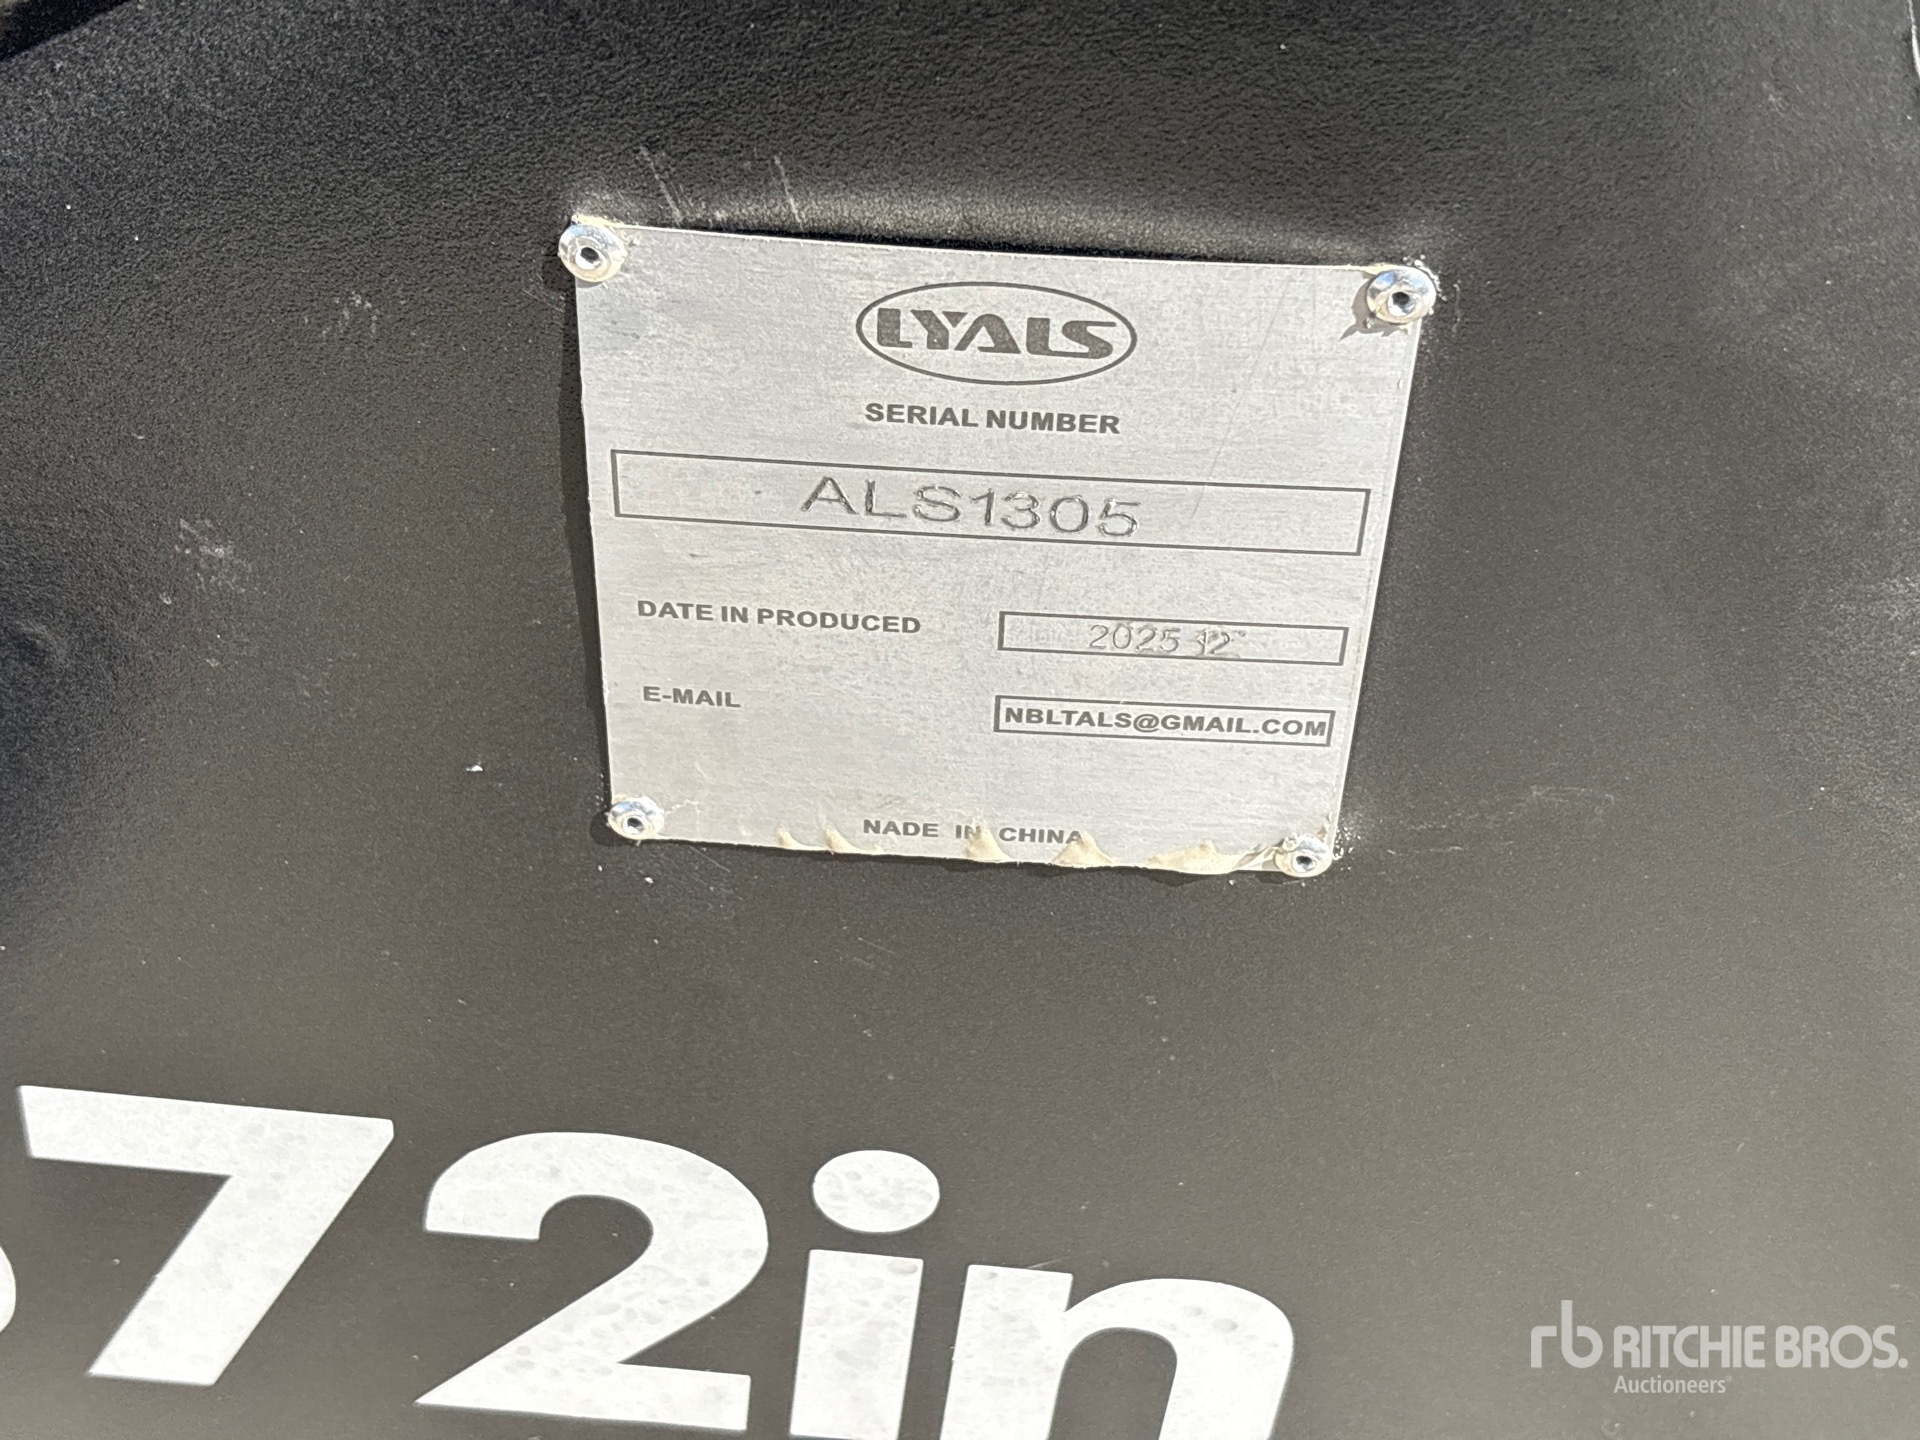 LYALS
SERIAL NUMBER
ALS1305
DATE IN PRODUCED
2025 12
E-MAIL
NBLTALS@GMAIL.COM
NADE IN CHINA
72in
rb RITCHIE BROS.
Auctioneers